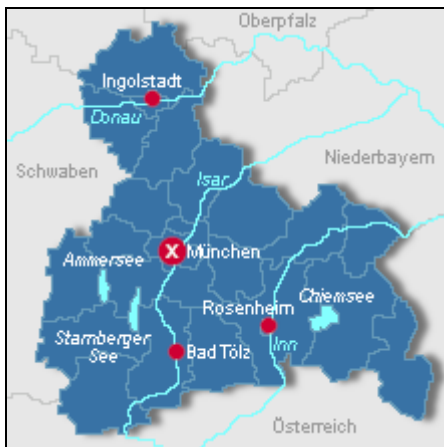 Oberpfalz
Ingolstadt
Donau
Niederbayern
Schwaben
Isar
X
München
Ammersee
Chiemsee
Rosenheim
Starnberger
See
Inn
Bad Tölz
Österreich